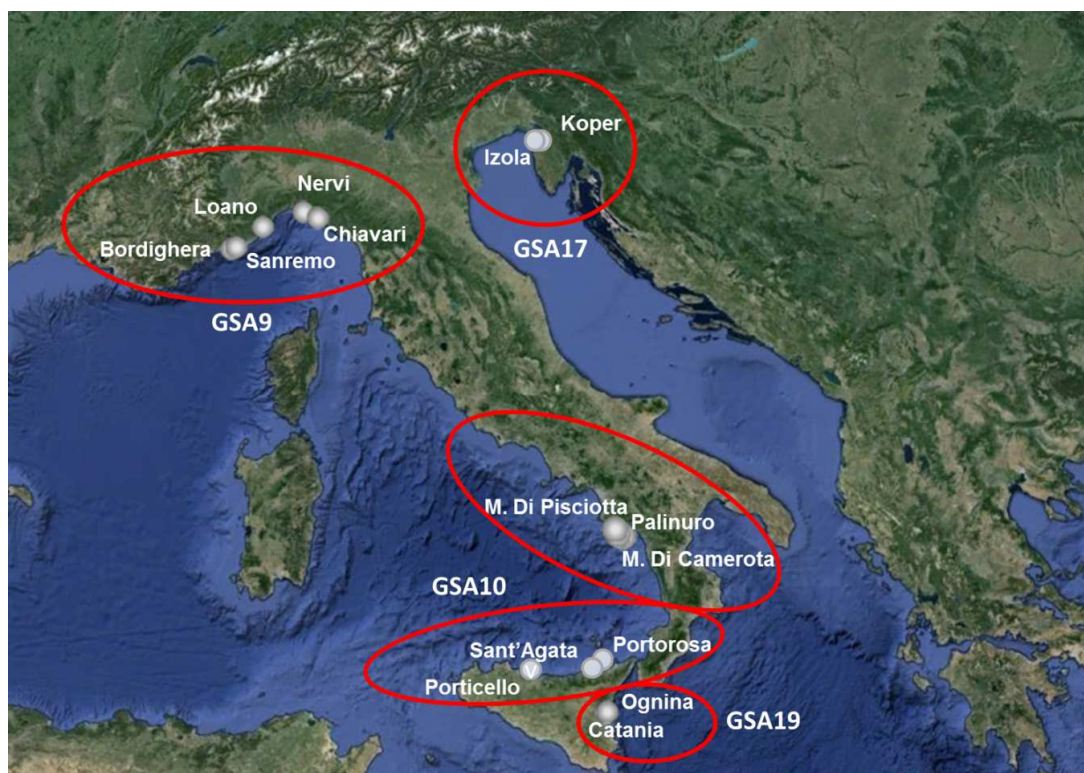 Koper
Izola
GSA17
Nervi
Loano
Chiavari
Bordighera
Sanremo
GSA9
M. Di Pisciotta
Palinuro
M. Di Camerota
GSA10
Sant'Agata
Portorosa
Porticello
V
Ognina
Catania
GSA19